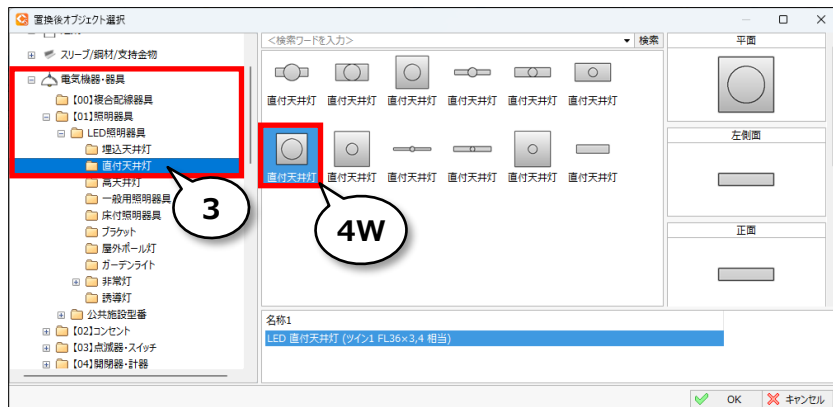 置換後オブジェクト選択
スリーブ/鋼材/支持金物
電気機器・器具
【00】複合配線器具
【01】照明器具
LED照明器具
埋込天井灯
直付天井灯
高天井灯
一般用照明器具
床付照明器具
ブラケット
屋外ポール灯
ガーデンライト
非常灯
誘導灯
公共施設型番
【02】コンセント
【03】点滅器・スイッチ
【04】開閉器・計器
3
<検索ワードを入力>
検索
直付天井灯 直付天井灯 直付天井灯 直付天井灯 直付天井灯 直付天井灯
直付天井灯 直付天井灯 直付天井灯 直付天井灯 直付天井灯 直付天井灯
4W
名称1
LED 直付天井灯 (ツイン1 FL36×3,4 相当)
平面
左側面
正面
OK キャンセル